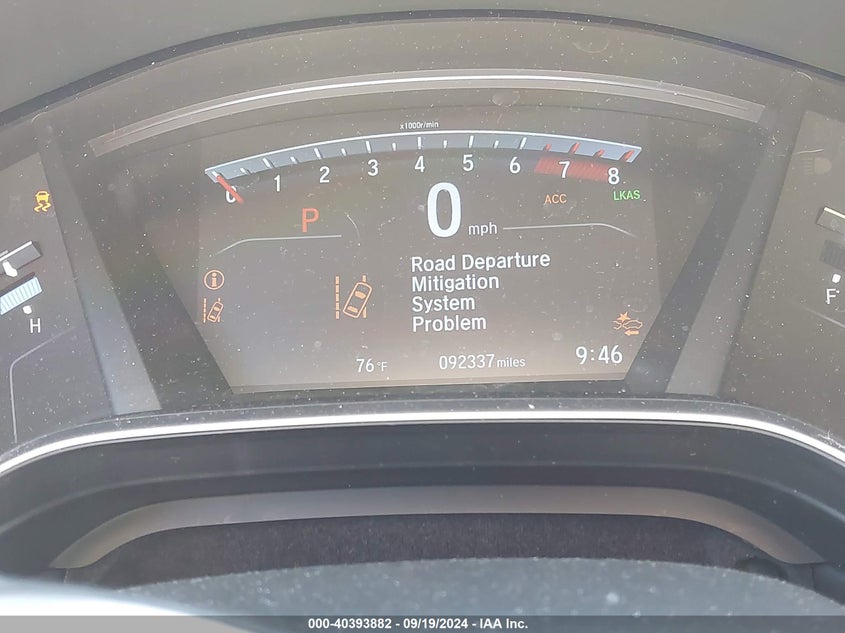 x1000r/min
0 1 2 3 4 5 6 7 8
ACC
LKAS
P
0 mph
Road Departure
Mitigation
System
Problem
H
F
76°F
092337 miles
9:46
000-40393882 - 09/19/2024 - IAA Inc.